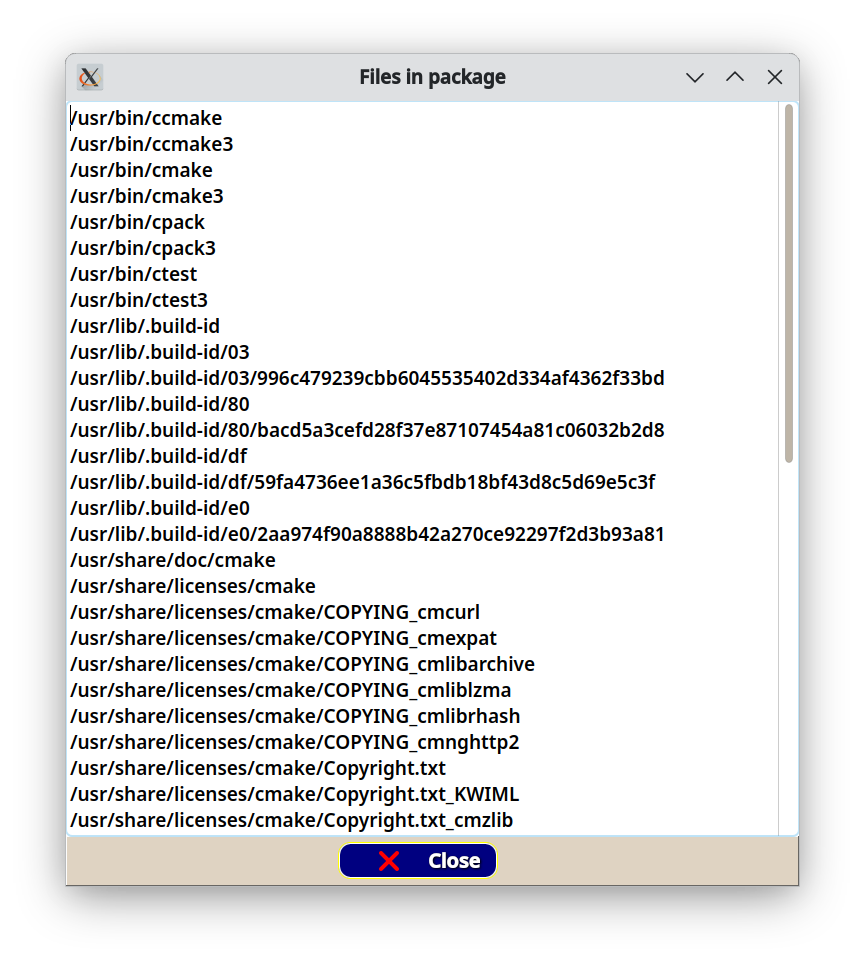 Files in package
/usr/bin/ccmake
/usr/bin/ccmake3
/usr/bin/cmake
/usr/bin/cmake3
/usr/bin/cpack
/usr/bin/cpack3
/usr/bin/ctest
/usr/bin/ctest3
/usr/lib/.build-id
/usr/lib/.build-id/03
/usr/lib/.build-id/03/996c479239cbb6045535402d334af4362f33bd
/usr/lib/.build-id/80
/usr/lib/.build-id/80/bacd5a3cefd28f37e87107454a81c06032b2d8
/usr/lib/.build-id/df
/usr/lib/.build-id/df/59fa4736ee1a36c5fbdb18bf43d8c5d69e5c3f
/usr/lib/.build-id/e0
/usr/lib/.build-id/e0/2aa974f90a8888b42a270ce92297f2d3b93a81
/usr/share/doc/cmake
/usr/share/licenses/cmake
/usr/share/licenses/cmake/COPYING_cmcurl
/usr/share/licenses/cmake/COPYING_cmexpat
/usr/share/licenses/cmake/COPYING_cmlibarchive
/usr/share/licenses/cmake/COPYING_cmliblzma
/usr/share/licenses/cmake/COPYING_cmlibrhash
/usr/share/licenses/cmake/COPYING_cmnghttp2
/usr/share/licenses/cmake/Copyright.txt
/usr/share/licenses/cmake/Copyright.txt_KWIML
/usr/share/licenses/cmake/Copyright.txt_cmzlib
Close